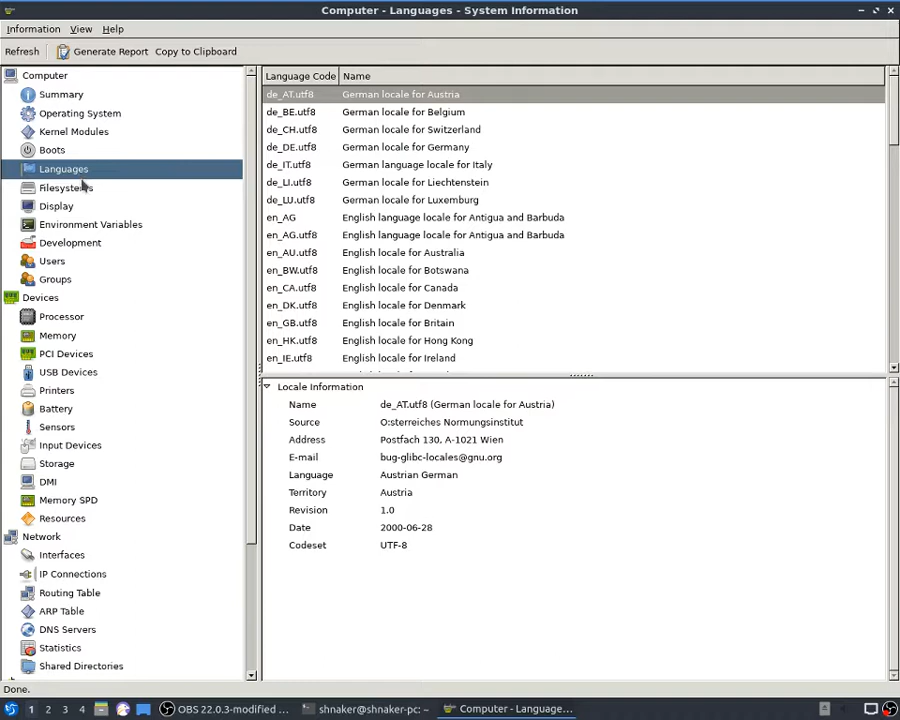 Computer - Languages - System Information
Information View Help
Refresh Generate Report Copy to Clipboard
Computer
Summary
Operating System
Kernel Modules
Boots
Languages
Filesystems
Display
Environment Variables
Development
Users
Groups
Devices
Processor
Memory
PCI Devices
USB Devices
Printers
Battery
Sensors
Input Devices
Storage
DMI
Memory SPD
Resources
Network
Interfaces
IP Connections
Routing Table
ARP Table
DNS Servers
Statistics
Shared Directories
Language Code Name
de_AT.utf8 German locale for Austria
de_BE.utf8 German locale for Belgium
de_CH.utf8 German locale for Switzerland
de_DE.utf8 German locale for Germany
de_IT.utf8 German language locale for Italy
de_LI.utf8 German locale for Liechtenstein
de_LU.utf8 German locale for Luxemburg
en_AG English language locale for Antigua and Barbuda
en_AG.utf8 English language locale for Antigua and Barbuda
en_AU.utf8 English locale for Australia
en_BW.utf8 English locale for Botswana
en_CA.utf8 English locale for Canada
en_DK.utf8 English locale for Denmark
en_GB.utf8 English locale for Britain
en_HK.utf8 English locale for Hong Kong
en_IE.utf8 English locale for Ireland
Locale Information
Name de_AT.utf8 (German locale for Austria)
Source O:sterreiches Normungsinstitut
Address Postfach 130, A-1021 Wien
E-mail bug-glibc-locales@gnu.org
Language Austrian German
Territory Austria
Revision 1.0
Date 2000-06-28
Codeset UTF-8
Done.
1 2 3 4 OBS 22.0.3-modified ... shnaker@shnaker-pc: ~ Computer - Language...